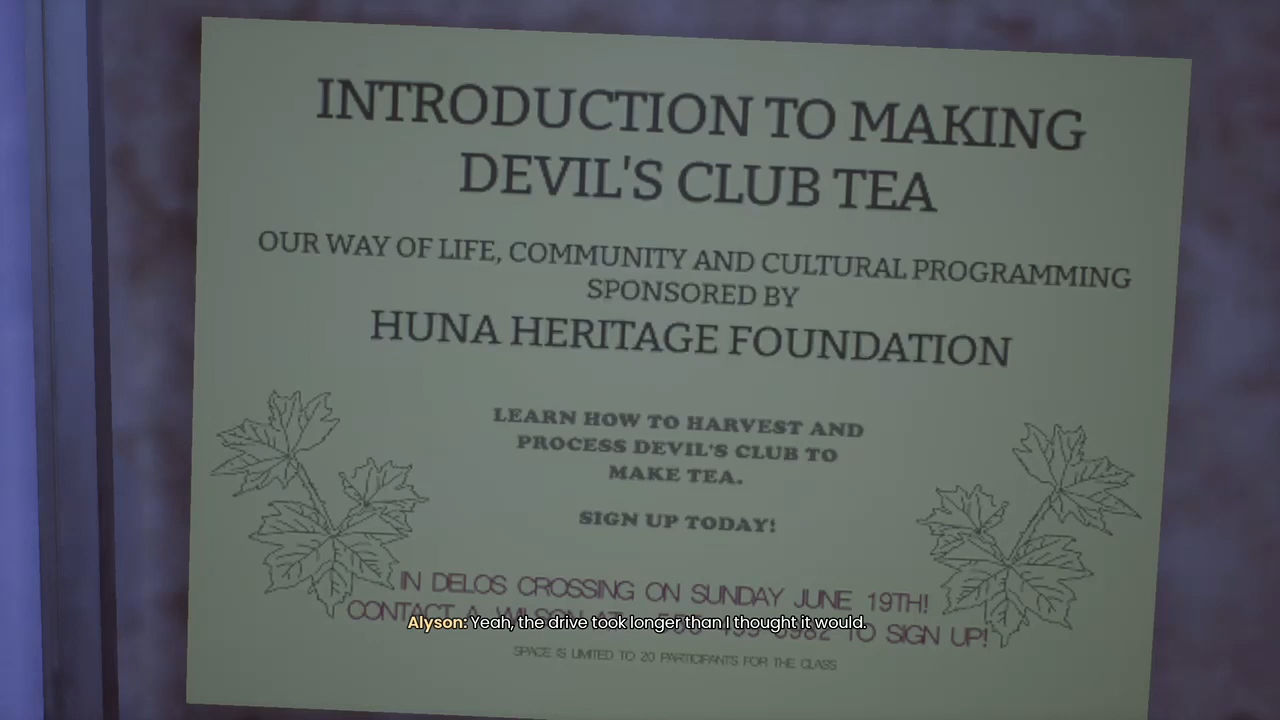 INTRODUCTION TO MAKING
DEVIL'S CLUB TEA
OUR WAY OF LIFE, COMMUNITY AND CULTURAL PROGRAMMING
SPONSORED BY
HUNA HERITAGE FOUNDATION
LEARN HOW TO HARVEST AND
PROCESS DEVIL'S CLUB TO
MAKE TEA.
SIGN UP TODAY!
IN DELOS CROSSING ON SUNDAY JUNE 19TH!
CONTACT A. WILSON AT TO SIGN UP!
Alyson: Yeah, the drive took longer than I thought it would.
SPACE IS LIMITED TO 20 PARTICIPANTS FOR THE CLASS